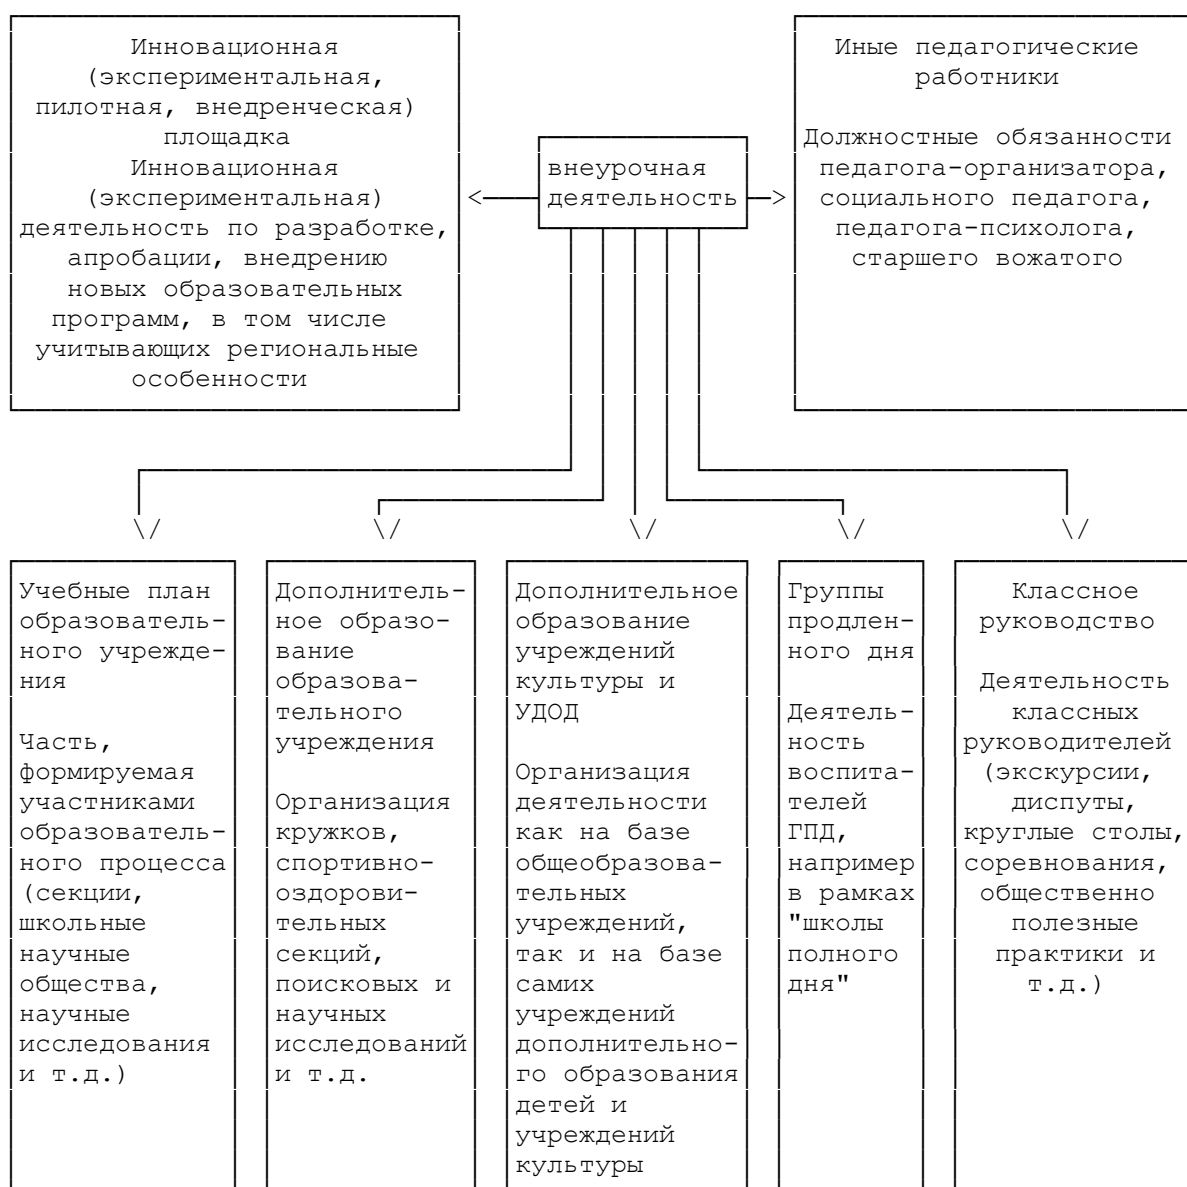 Инновационная
(экспериментальная,
пилотная, внедренческая)
площадка
Инновационная
(экспериментальная)
деятельность по разработке,
апробации, внедрению
новых образовательных
программ, в том числе
учитывающих региональные
особенности
внеурочная
деятельность
Иные педагогические
работники
Должностные обязанности
педагога-организатора,
социального педагога,
педагога-психолога,
старшего вожатого
Учебные план
образователь-
ного учрежде-
ния
Часть,
формируемая
участниками
образователь-
ного процесса
(секции,
школьные
научные
общества,
научные
исследования
и т.д.)
Дополнитель-
ное образо-
вание
образова-
тельного
учреждения
Организация
кружков,
спортивно-
оздорови-
тельных
секций,
поисковых и
научных
исследований
и т.д.
Дополнительное
образование
учреждений
культуры и
УДОД
Организация
деятельности
как на базе
общеобразова-
тельных
учреждений,
так и на базе
самих
учреждений
дополнительно-
го образования
детей и
учреждений
культуры
Группы
продлен-
ного дня
Деятель-
ность
воспита-
телей
ГПД,
например
в рамках
"школы
полного
дня"
Классное
руководство
Деятельность
классных
руководителей
(экскурсии,
диспуты,
круглые столы,
соревнования,
общественно
полезные
практики и
т.д.)